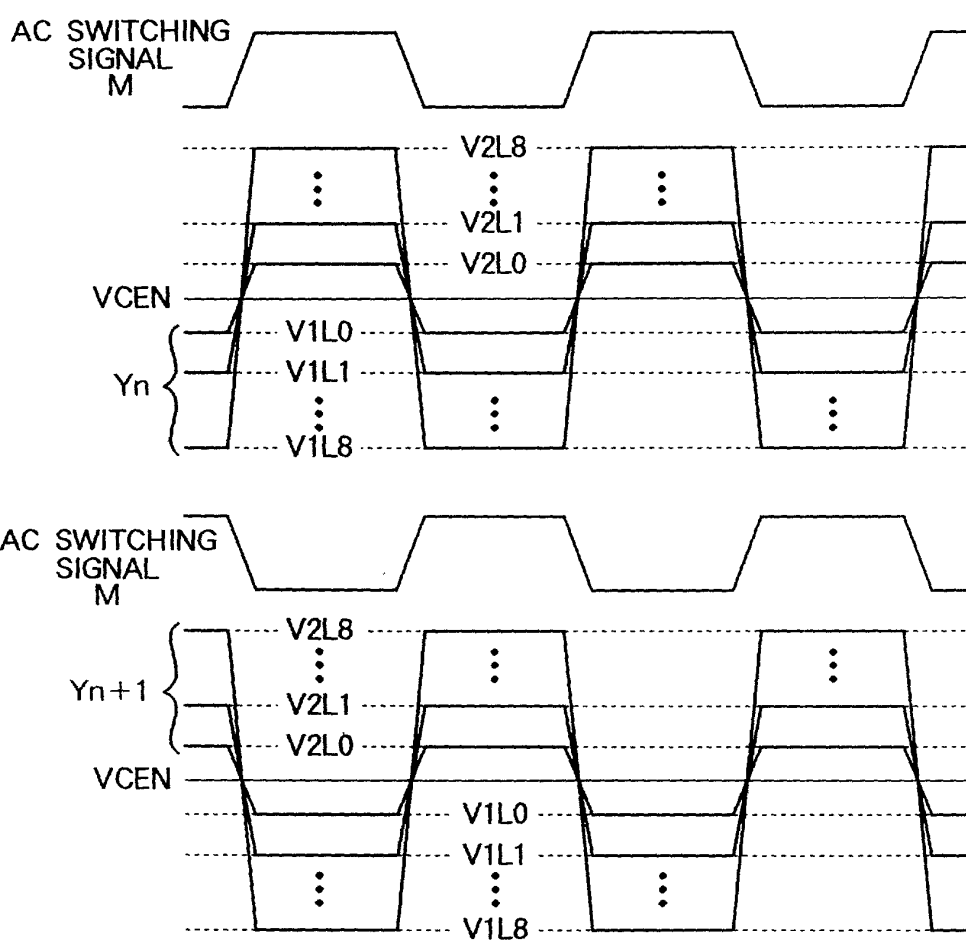 AC SWITCHING
SIGNAL
M
V2L8
V2L1
V2L0
VCEN
V1L0
Yn
V1L1
V1L8
AC SWITCHING
SIGNAL
M
V2L8
Yn+1
V2L1
V2L0
VCEN
V1L0
V1L1
V1L8